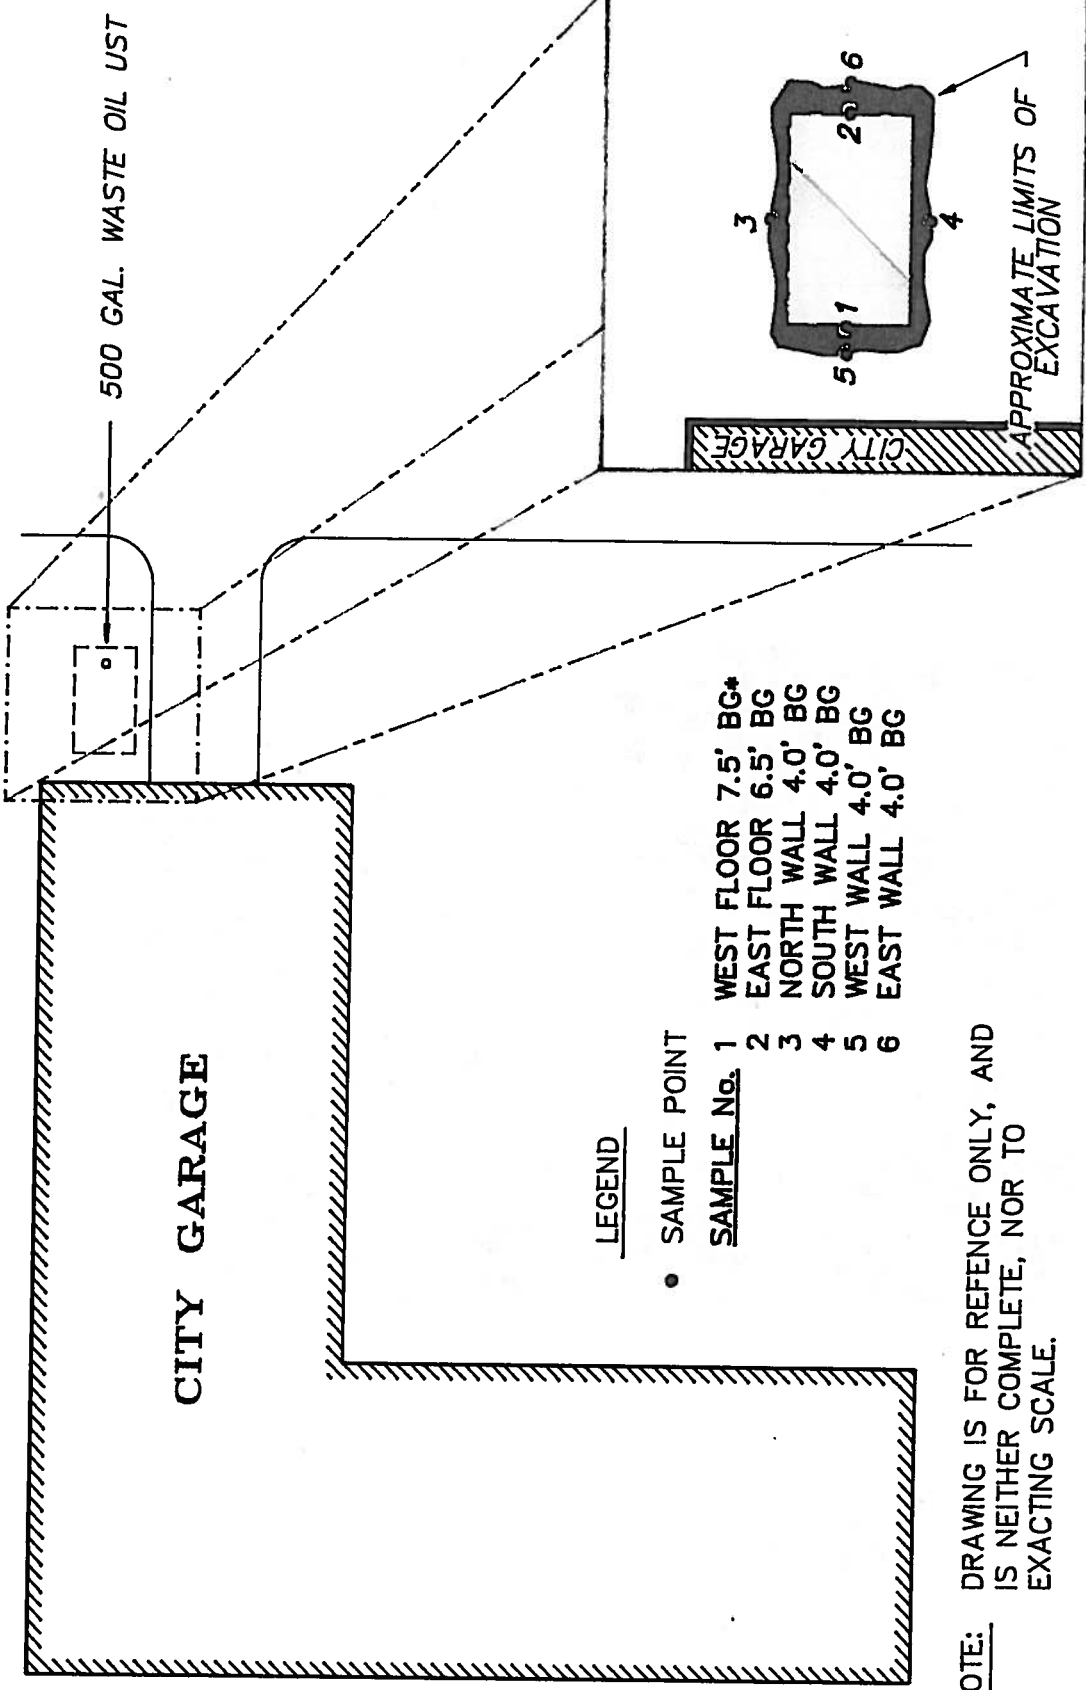 500 GAL. WASTE OIL UST
CITY GARAGE
3
6
2
1
5
4
CITY GARAGE
APPROXIMATE LIMITS OF
EXCAVATION
LEGEND
SAMPLE POINT
SAMPLE No. 1 WEST FLOOR 7.5' BG*
2 EAST FLOOR 6.5' BG
3 NORTH WALL 4.0' BG
4 SOUTH WALL 4.0' BG
5 WEST WALL 4.0' BG
6 EAST WALL 4.0' BG
OTE: DRAWING IS FOR REFENCE ONLY, AND
IS NEITHER COMPLETE, NOR TO
EXACTING SCALE.